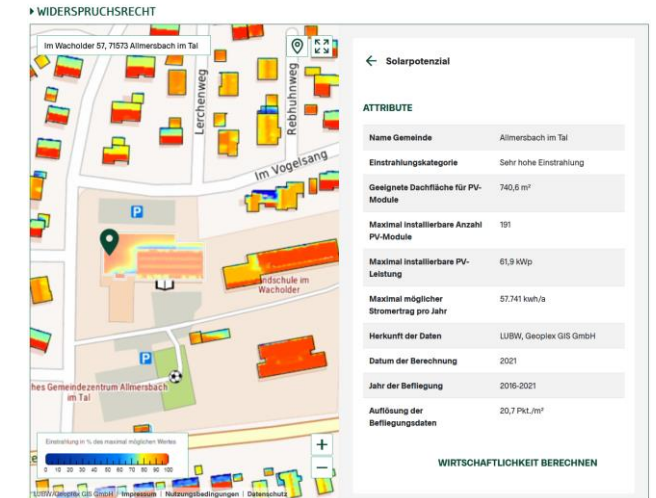 WIDERSPRUCHSRECHT
Im Wacholder 57, 71573 Allmersbach im Tal
Lerchenweg
Rebhuhnweg
Im Vogelsang
P
ndschule im
Wacholder
P
hes Gemeindezentrum Allmersbach
im Tal
Einstrahlung in % des maximal möglichen Wertes
0 10 20 30 40 50 60 70 80 90 100
+
−
LUBW, Geoplex GIS GmbH | Impressum | Nutzungsbedingungen | Datenschutz
← Solarpotenzial
ATTRIBUTE
Name Gemeinde Allmersbach im Tal
Einstrahlungskategorie Sehr hohe Einstrahlung
Geeignete Dachfläche für PV- 740,6 m²
Module
Maximal installierbare Anzahl 191
PV-Module
Maximal installierbare PV- 61,9 kWp
Leistung
Maximal möglicher 57.741 kwh/a
Stromertrag pro Jahr
Herkunft der Daten LUBW, Geoplex GIS GmbH
Datum der Berechnung 2021
Jahr der Befliegung 2016-2021
Auflösung der 20,7 Pkt./m²
Befliegungsdaten
WIRTSCHAFTLICHKEIT BERECHNEN